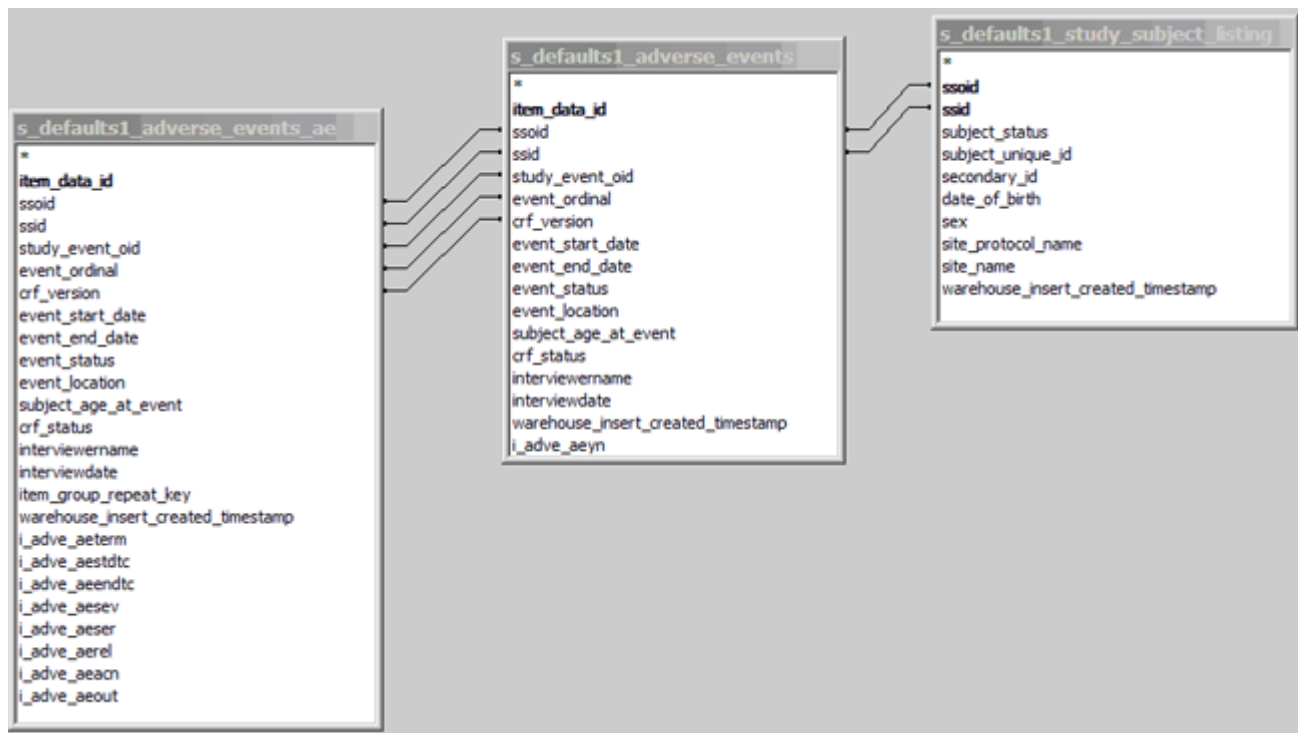 s_defaults1_adverse_events_ae
*
item_data_id
ssoid
ssid
study_event_oid
event_ordinal
crf_version
event_start_date
event_end_date
event_status
event_location
subject_age_at_event
crf_status
interviewername
interviewdate
item_group_repeat_key
warehouse_insert_created_timestamp
i_adve_aeterm
i_adve_aestdtc
i_adve_aeendtc
i_adve_aesev
i_adve_aeser
i_adve_aerel
i_adve_aeacn
i_adve_aeout
s_defaults1_adverse_events
*
item_data_id
ssoid
ssid
study_event_oid
event_ordinal
crf_version
event_start_date
event_end_date
event_status
event_location
subject_age_at_event
crf_status
interviewername
interviewdate
warehouse_insert_created_timestamp
i_adve_aeyn
s_defaults1_study_subject_listing
*
ssoid
ssid
subject_status
subject_unique_id
secondary_id
date_of_birth
sex
site_protocol_name
site_name
warehouse_insert_created_timestamp